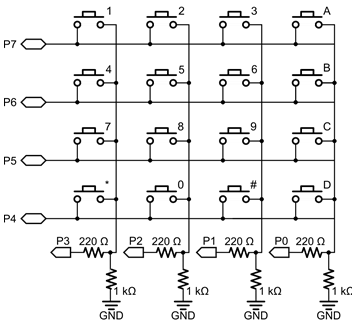 1 2 3 A
P7
4 5 6 B
P6
7 8 9 C
P5
* 0 # D
P4
P3 220 Ω P2 220 Ω P1 220 Ω P0 220 Ω
1 kΩ 1 kΩ 1 kΩ 1 kΩ
GND GND GND GND